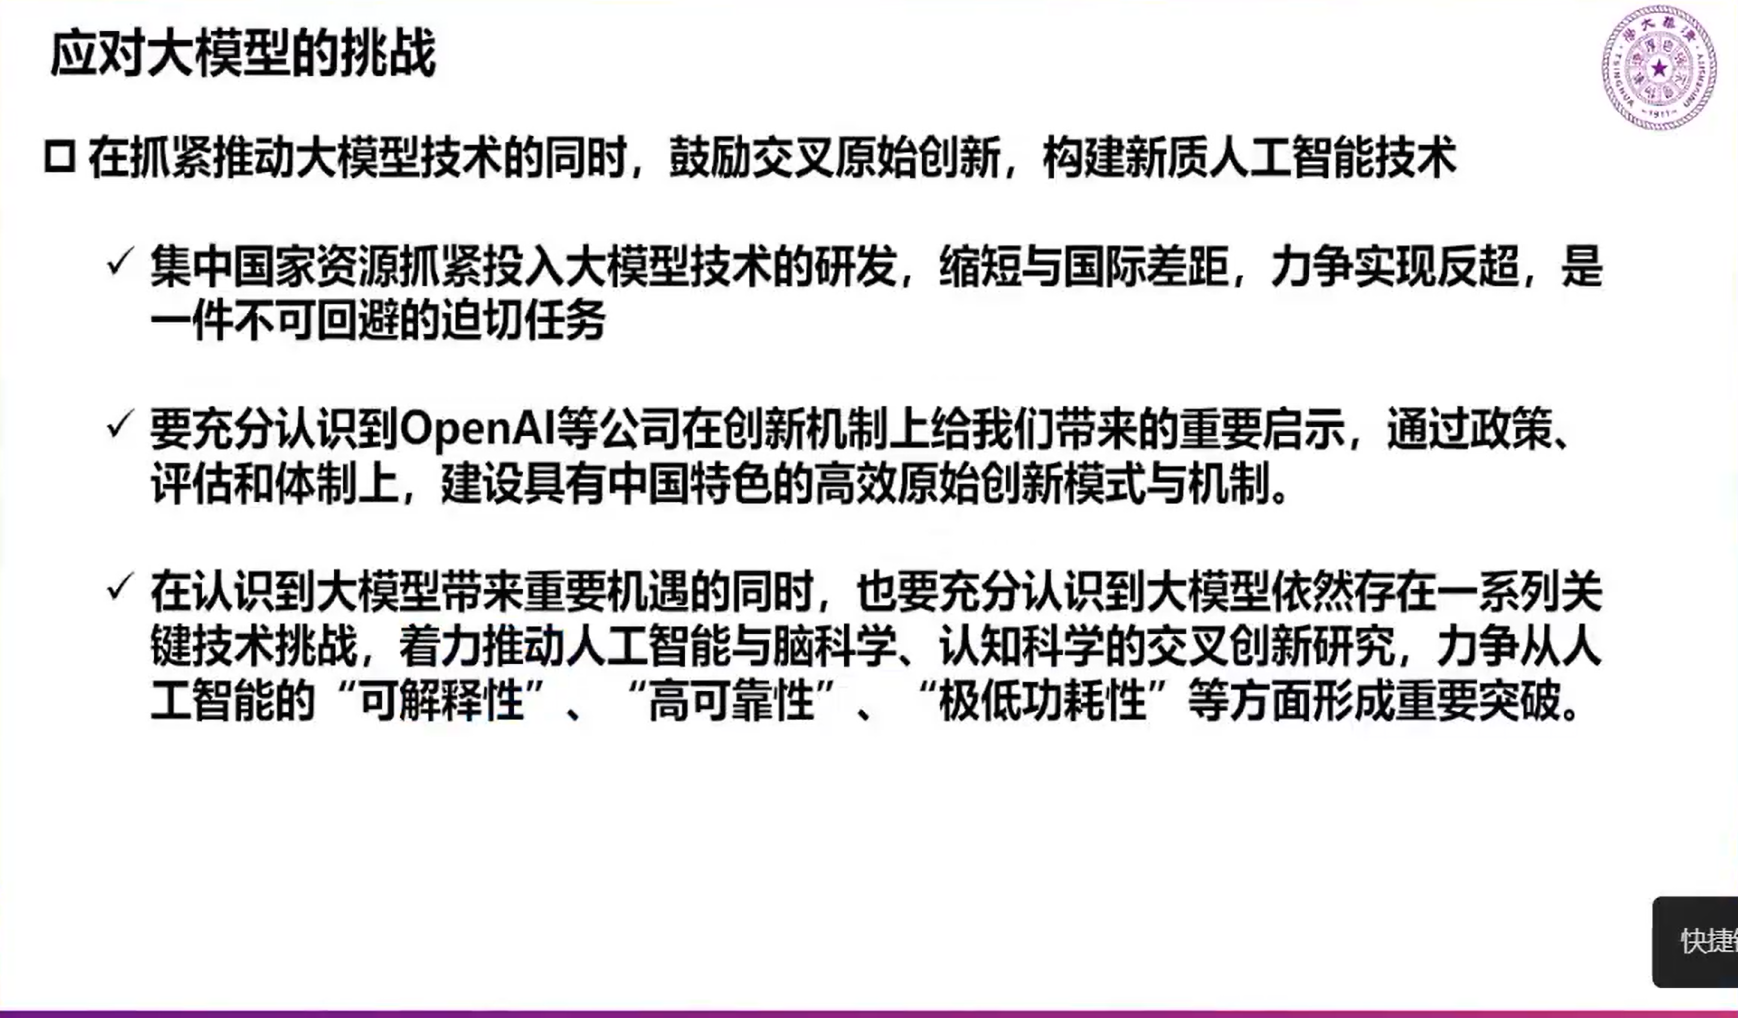 应对大模型的挑战
在抓紧推动大模型技术的同时，鼓励交叉原始创新，构建新质人工智能技术
✓ 集中国家资源抓紧投入大模型技术的研发，缩短与国际差距，力争实现反超，是
一件不可回避的迫切任务
✓ 要充分认识到OpenAI等公司在创新机制上给我们带来的重要启示，通过政策、
评估和体制上，建设具有中国特色的高效原始创新模式与机制。
✓ 在认识到大模型带来重要机遇的同时，也要充分认识到大模型依然存在一系列关
键技术挑战，着力推动人工智能与脑科学、认知科学的交叉创新研究，力争从人
工智能的“可解释性”、“高可靠性”、“极低功耗性”等方面形成重要突破。
TSINGHUA UNIVERSITY
-1911-
快捷